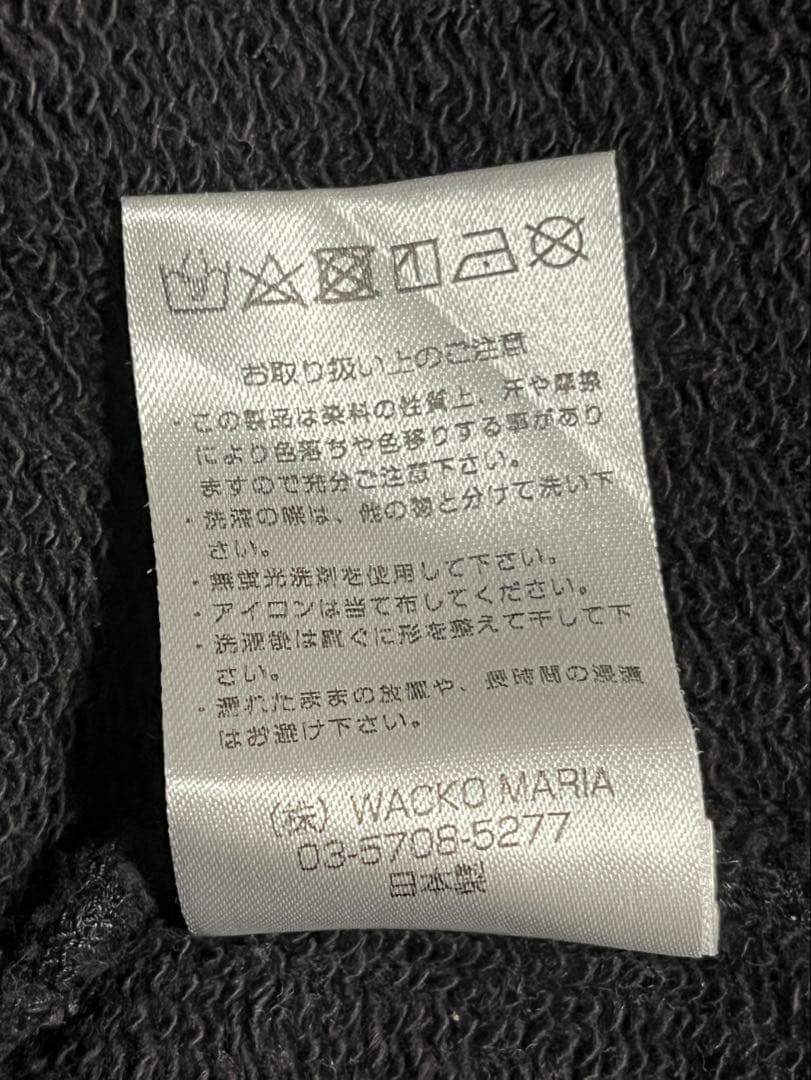 お取り扱い上のご注意
・この製品は染料の性質上、汗や摩擦
により色落ちや色移りする事があり
ますので充分ご注意下さい。
・洗濯の際は、他の物と分けて洗い下
さい。
・無蛍光洗剤を使用して下さい。
・アイロンは当て布してください。
・洗濯後は直ぐに形を整えて干して下
さい。
・濡れたままの放置や、長時間の浸漬
はお避け下さい。
(株) WACKO MARIA
03-5708-5277
日本製